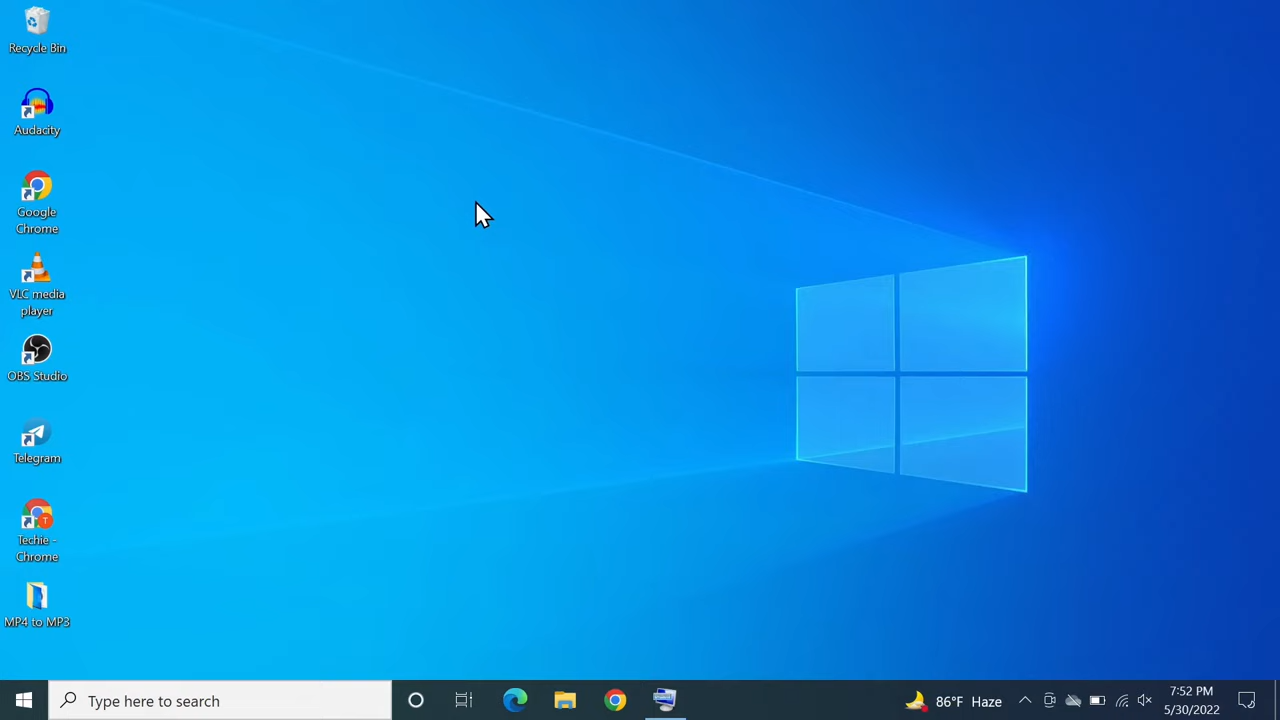 Recycle Bin
Audacity
Google
Chrome
VLC media
player
OBS Studio
Telegram
T
Techie -
Chrome
MP4 to MP3
Type here to search
86°F Haze
7:52 PM
5/30/2022